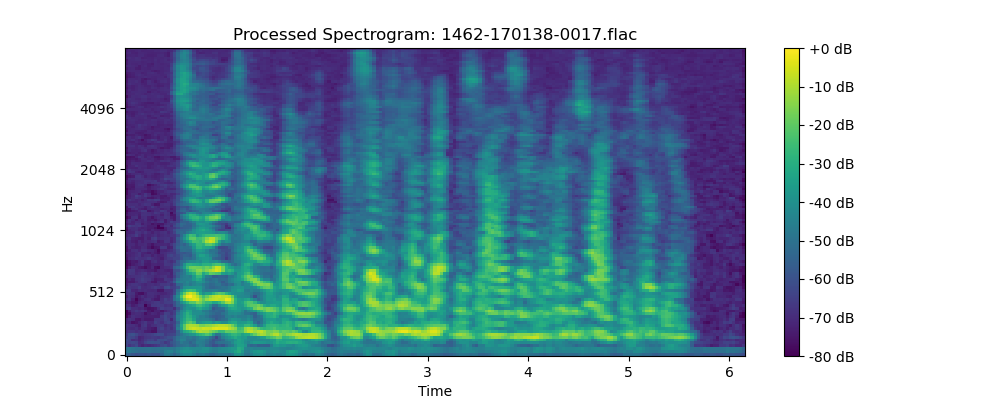 Processed Spectrogram: 1462-170138-0017.flac
Hz
4096
2048
1024
512
0
0 1 2 3 4 5 6
Time
+0 dB
-10 dB
-20 dB
-30 dB
-40 dB
-50 dB
-60 dB
-70 dB
-80 dB